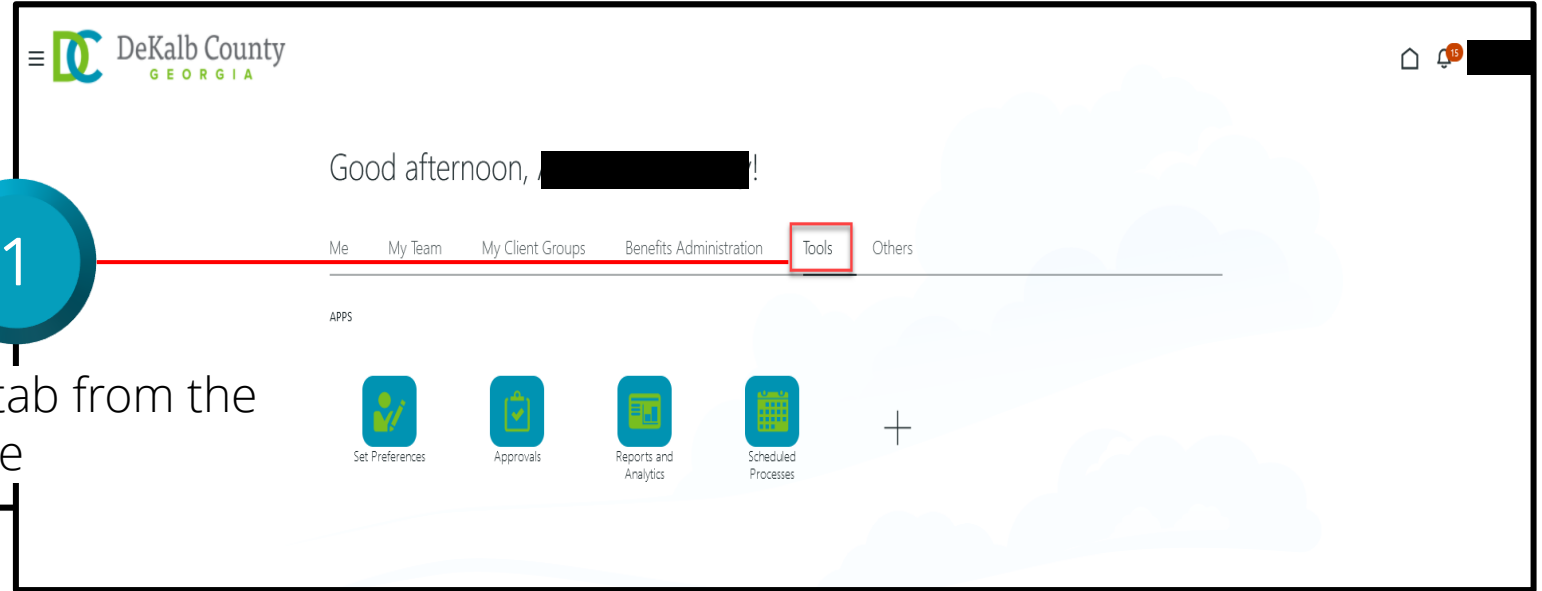 DeKalb County
GEORGIA
15
Good afternoon, !
Me My Team My Client Groups Benefits Administration Tools Others
1
APPS
tab from the
Set Preferences Approvals Reports and Analytics Scheduled Processes